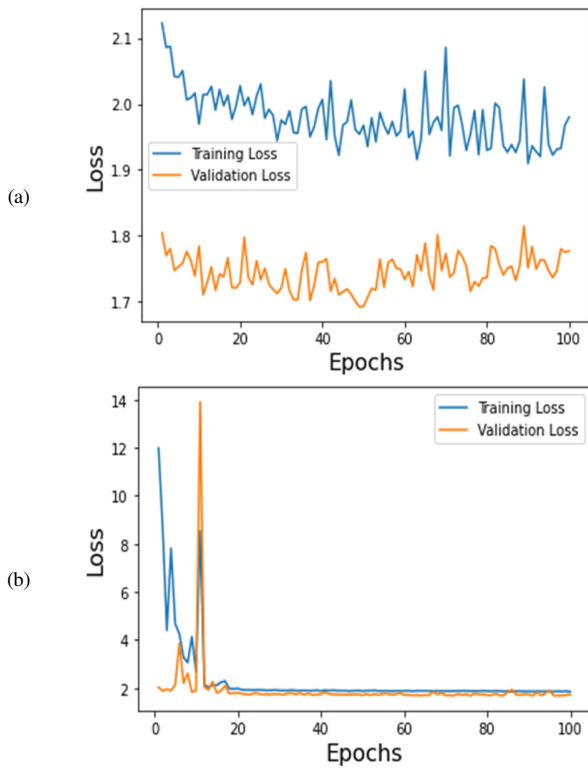 2.1
2.0
1.9
1.8
1.7
Loss
Training Loss
Validation Loss
(a)
0 20 40 60 80 100
Epochs
14
12
10
8
6
4
2
Loss
Training Loss
Validation Loss
(b)
0 20 40 60 80 100
Epochs